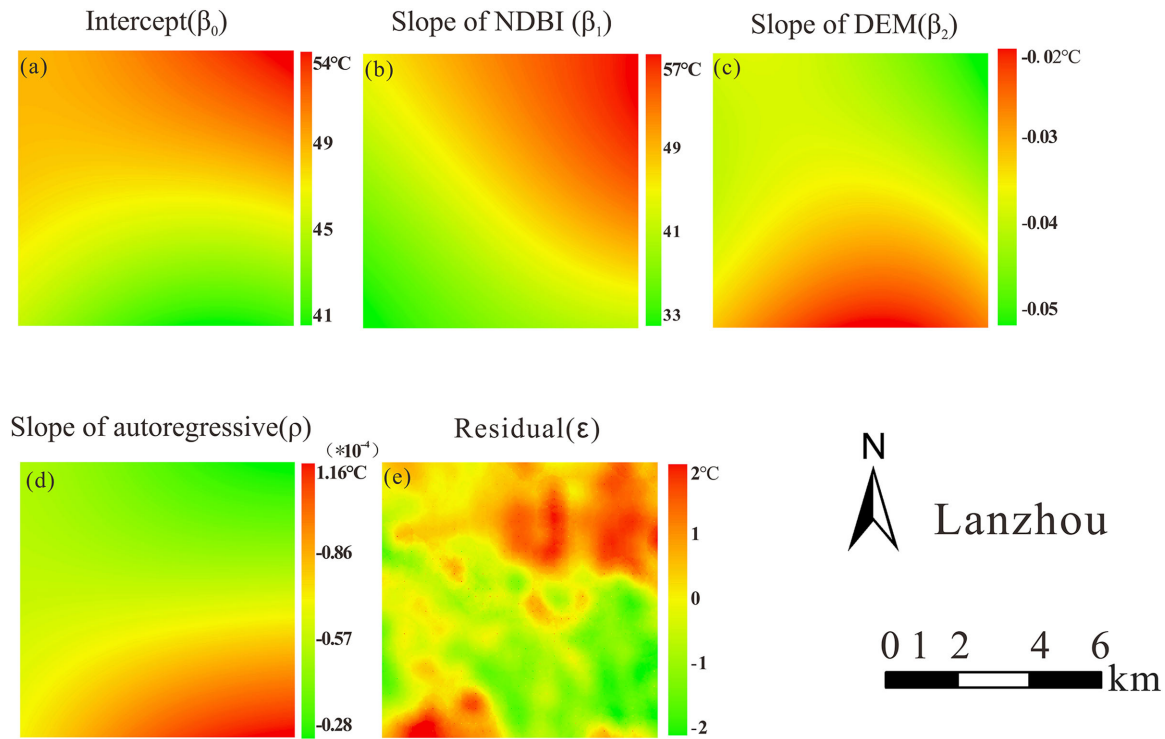 Intercept(β₀)
(a)
54°C
49
45
41
Slope of NDBI (β₁)
(b)
57°C
49
41
33
Slope of DEM(β₂)
(c)
-0.02°C
-0.03
-0.04
-0.05
Slope of autoregressive(ρ)
(d)
(*10⁻⁴)
1.16°C
-0.86
-0.57
-0.28
Residual(ε)
(e)
2°C
1
0
-1
-2
N
Lanzhou
0 1 2 4 6
km